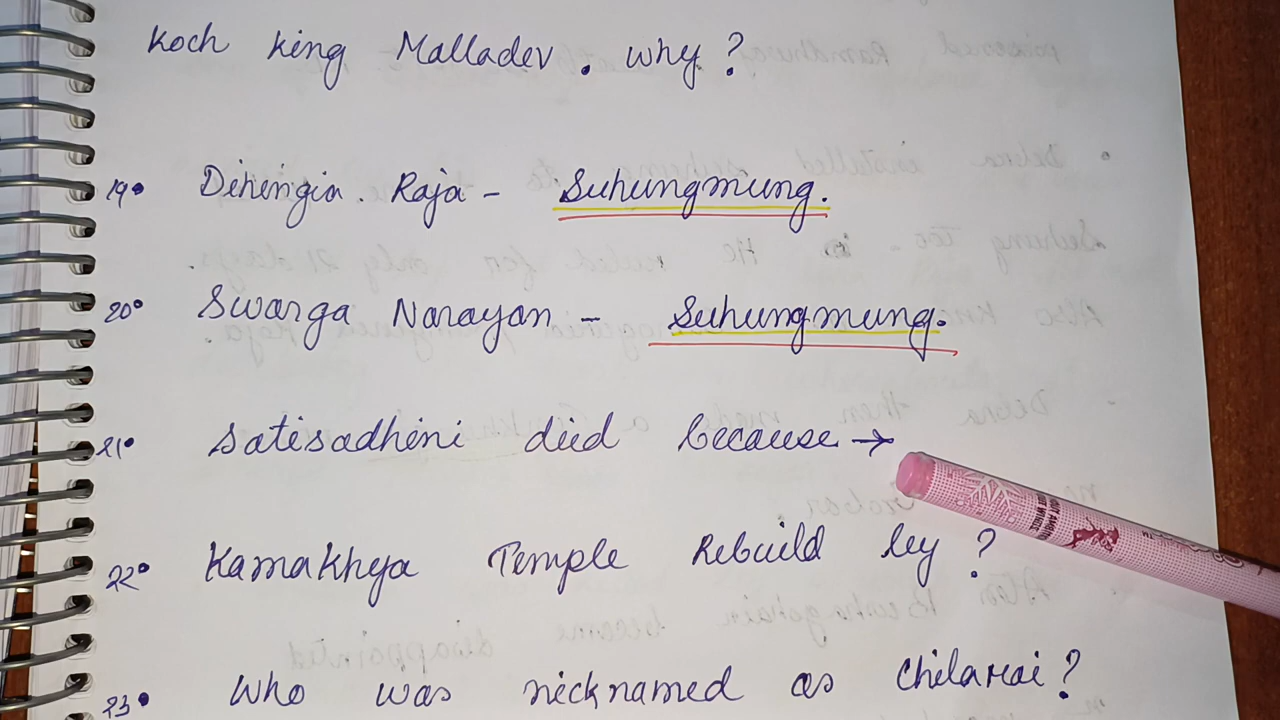 Koch king Malladev. why?
19. Dihingia. Raja - Suhungmung.
20. Swarga Narayan - Suhungmung.
21. Satisadhini died because →
22. Kamakhya Temple Rebuild by?
23. Who was nicknamed as Chilarai?